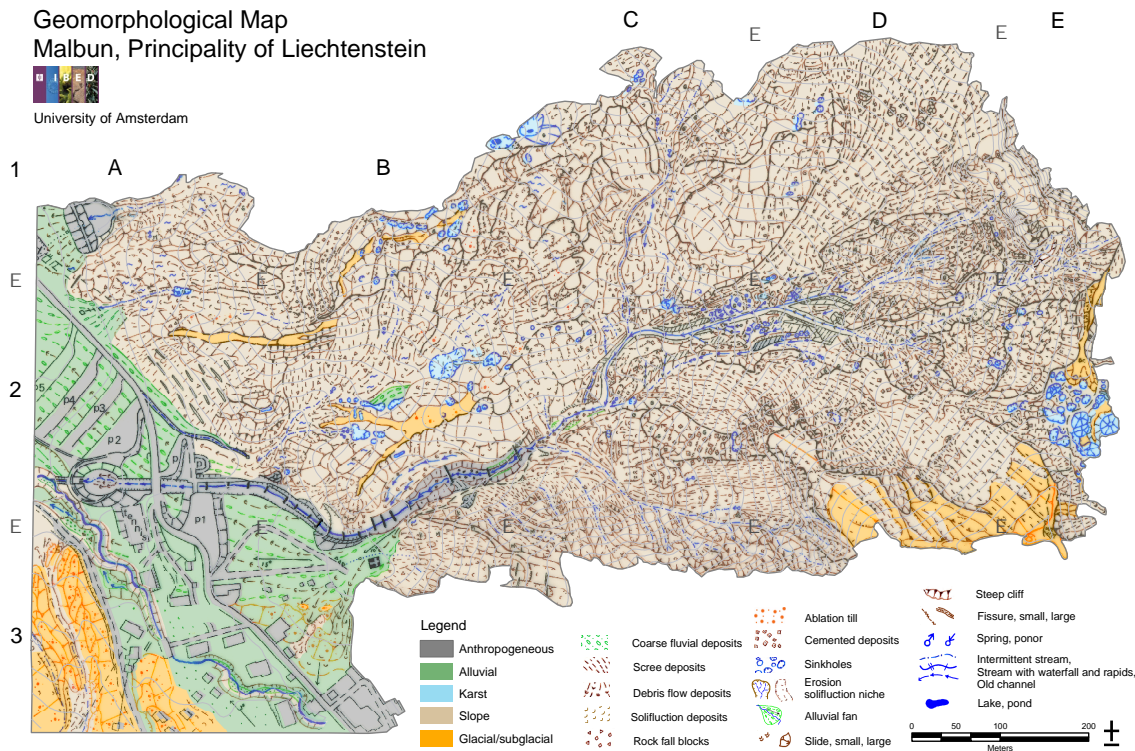 Geomorphological Map
Malbun, Principality of Liechtenstein
I B E D
University of Amsterdam
C
D
E
E
E
1
A
B
E
E
E
E
E
2
p5
p4
p3
p2
p
p1
tennis
E
E
E
E
E
3
Legend
Anthropogeneous
Alluvial
Karst
Slope
Glacial/subglacial
Coarse fluvial deposits
Scree deposits
Debris flow deposits
Solifluction deposits
Rock fall blocks
Ablation till
Cemented deposits
Sinkholes
Erosion
solifluction niche
Alluvial fan
Slide, small, large
Steep cliff
Fissure, small, large
Spring, ponor
Intermittent stream,
Stream with waterfall and rapids,
Old channel
Lake, pond
0 50 100 200
Meters